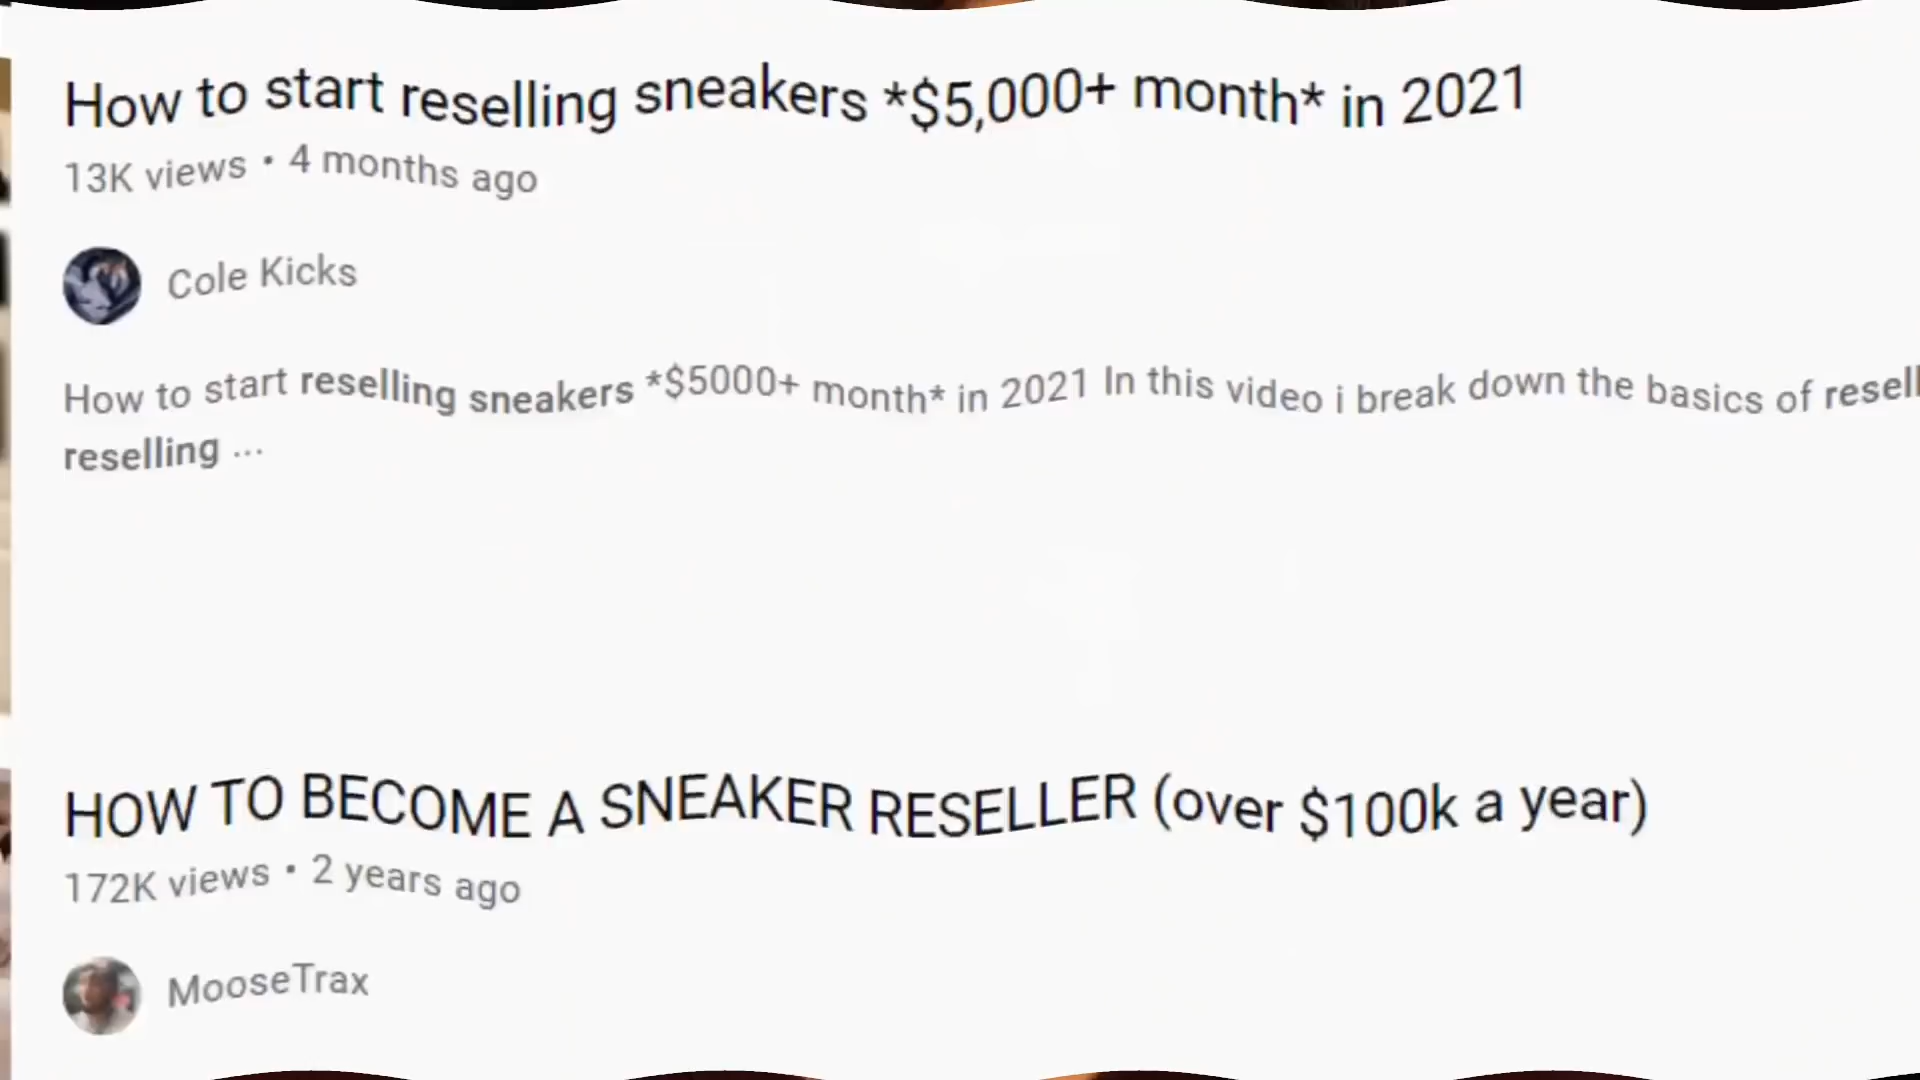 How to start reselling sneakers *$5,000+ month* in 2021
13K views • 4 months ago
Cole Kicks
How to start reselling sneakers *$5000+ month* in 2021 In this video i break down the basics of resell
reselling ...
HOW TO BECOME A SNEAKER RESELLER (over $100k a year)
172K views • 2 years ago
MooseTrax